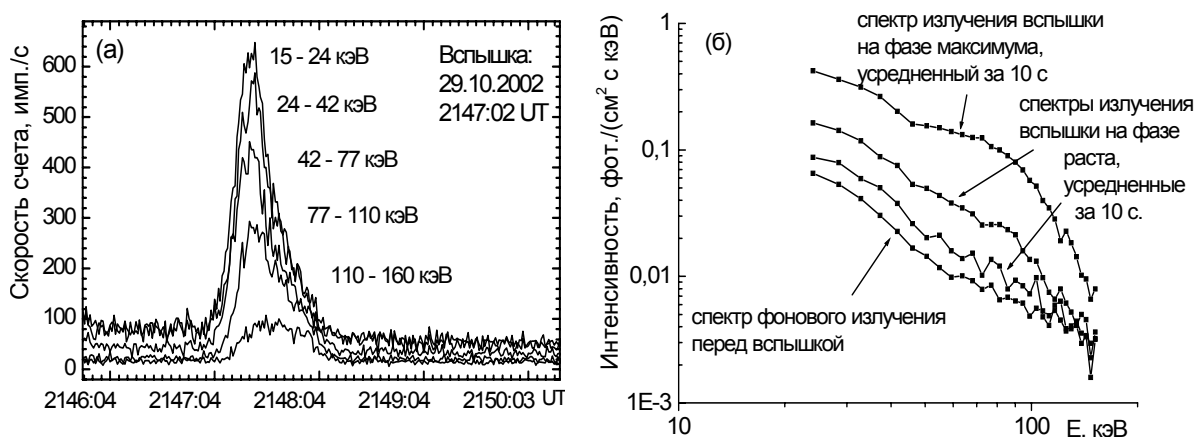 Скорость счета, имп./с
600
500
400
300
200
100
0
(а)
15 - 24 кэВ
24 - 42 кэВ
42 - 77 кэВ
77 - 110 кэВ
110 - 160 кэВ
Вспышка:
29.10.2002
2147:02 UT
2146:04
2147:04
2148:04
2149:04
2150:03
UT
Интенсивность, фот./(см² с кэВ)
1
0,1
0,01
1E-3
(б)
спектр излучения вспышки
на фазе максимума,
усредненный за 10 с
спектры излучения
вспышки на фазе
раста,
усредненные
за 10 с.
спектр фонового излучения
перед вспышкой
10
100
E, кэВ